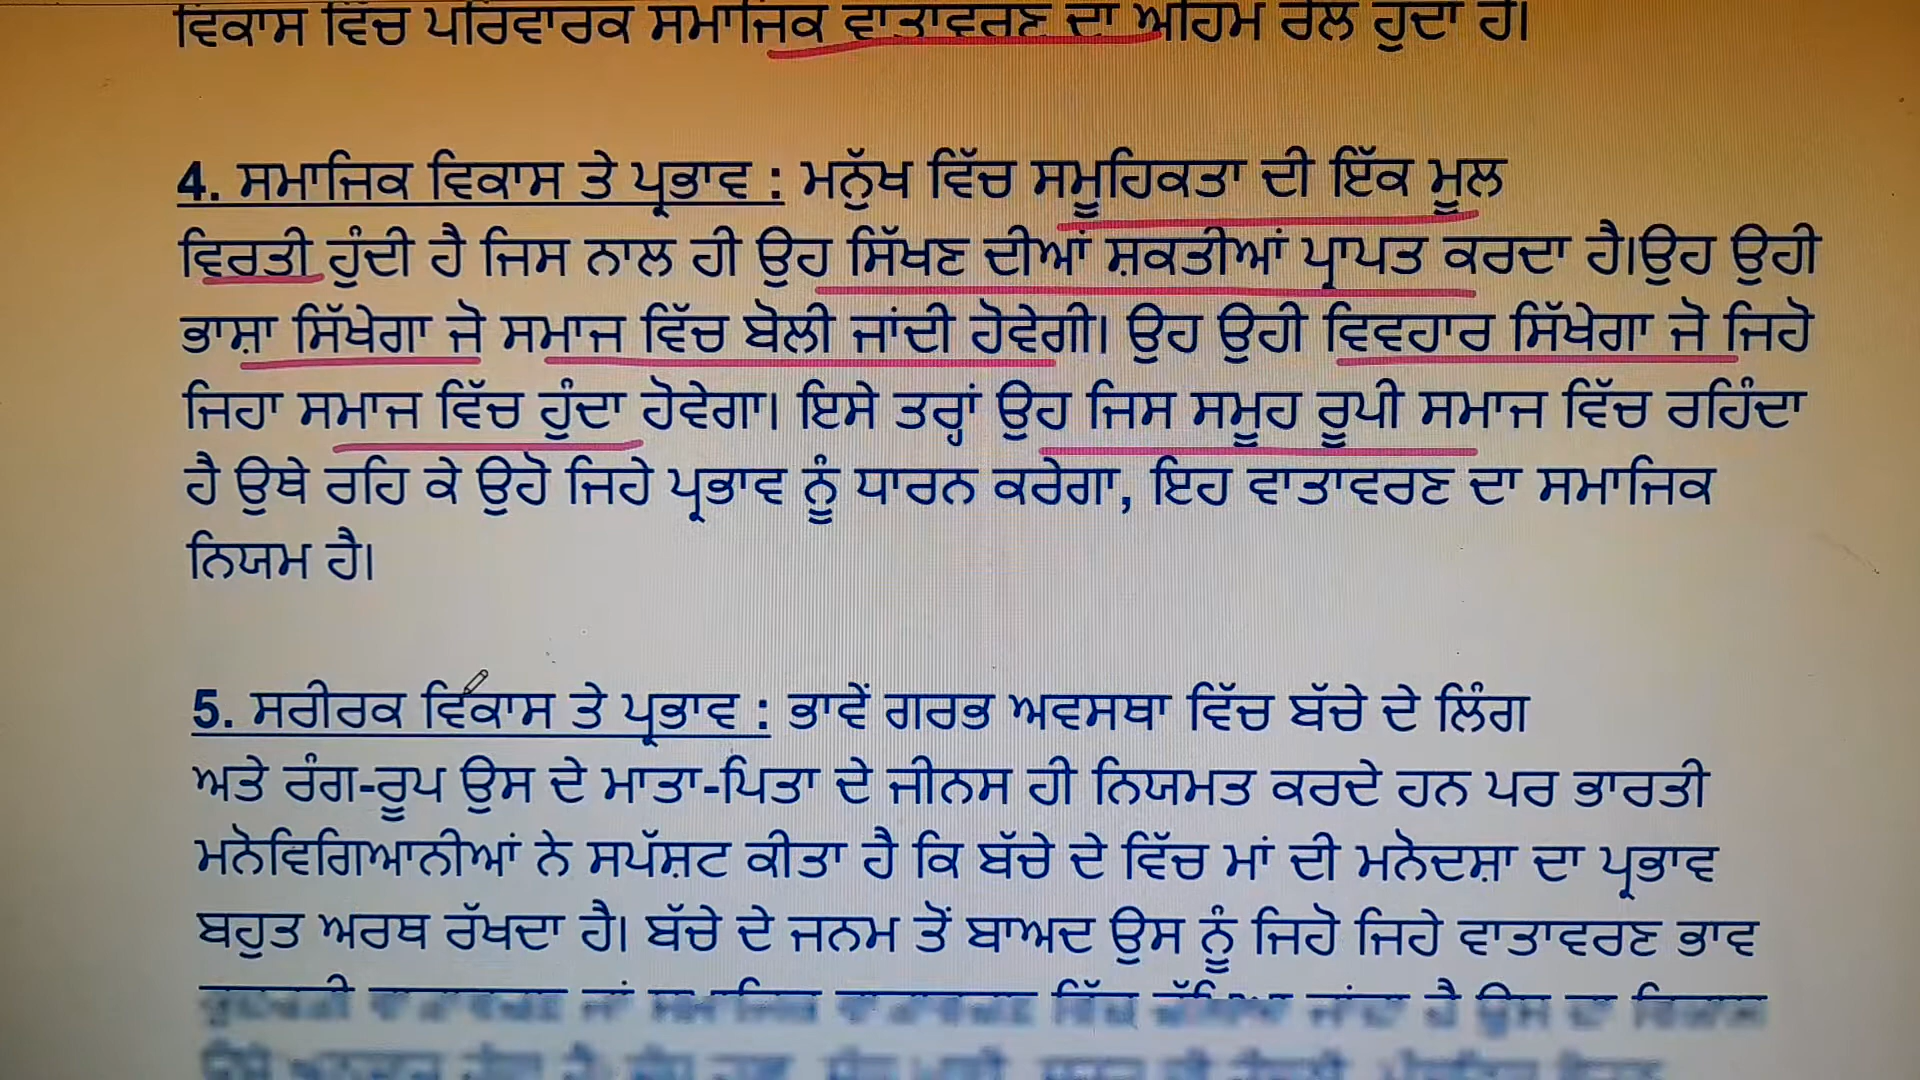 ਵਿਕਾਸ ਵਿੱਚ ਪਰਿਵਾਰਕ ਸਮਾਜਿਕ ਵਾਤਾਵਰਣ ਦਾ ਅਹਿਮ ਰੋਲ ਹੁੰਦਾ ਹੈ।
4. ਸਮਾਜਿਕ ਵਿਕਾਸ ਤੇ ਪ੍ਰਭਾਵ : ਮਨੁੱਖ ਵਿੱਚ ਸਮੂਹਿਕਤਾ ਦੀ ਇੱਕ ਮੂਲ
ਵਿਰਤੀ ਹੁੰਦੀ ਹੈ ਜਿਸ ਨਾਲ ਹੀ ਉਹ ਸਿੱਖਣ ਦੀਆਂ ਸ਼ਕਤੀਆਂ ਪ੍ਰਾਪਤ ਕਰਦਾ ਹੈ।ਉਹ ਉਹੀ
ਭਾਸ਼ਾ ਸਿੱਖੇਗਾ ਜੋ ਸਮਾਜ ਵਿੱਚ ਬੋਲੀ ਜਾਂਦੀ ਹੋਵੇਗੀ। ਉਹ ਉਹੀ ਵਿਵਹਾਰ ਸਿੱਖੇਗਾ ਜੋ ਜਿਹੋ
ਜਿਹਾ ਸਮਾਜ ਵਿੱਚ ਹੁੰਦਾ ਹੋਵੇਗਾ। ਇਸੇ ਤਰ੍ਹਾਂ ਉਹ ਜਿਸ ਸਮੂਹ ਰੂਪੀ ਸਮਾਜ ਵਿੱਚ ਰਹਿੰਦਾ
ਹੈ ਉਥੇ ਰਹਿ ਕੇ ਉਹੋ ਜਿਹੇ ਪ੍ਰਭਾਵ ਨੂੰ ਧਾਰਨ ਕਰੇਗਾ, ਇਹ ਵਾਤਾਵਰਣ ਦਾ ਸਮਾਜਿਕ
ਨਿਯਮ ਹੈ।
5. ਸਰੀਰਕ ਵਿਕਾਸ ਤੇ ਪ੍ਰਭਾਵ : ਭਾਵੇਂ ਗਰਭ ਅਵਸਥਾ ਵਿੱਚ ਬੱਚੇ ਦੇ ਲਿੰਗ
ਅਤੇ ਰੰਗ-ਰੂਪ ਉਸ ਦੇ ਮਾਤਾ-ਪਿਤਾ ਦੇ ਜੀਨਸ ਹੀ ਨਿਯਮਤ ਕਰਦੇ ਹਨ ਪਰ ਭਾਰਤੀ
ਮਨੋਵਿਗਿਆਨੀਆਂ ਨੇ ਸਪੱਸ਼ਟ ਕੀਤਾ ਹੈ ਕਿ ਬੱਚੇ ਦੇ ਵਿੱਚ ਮਾਂ ਦੀ ਮਨੋਦਸ਼ਾ ਦਾ ਪ੍ਰਭਾਵ
ਬਹੁਤ ਅਰਥ ਰੱਖਦਾ ਹੈ। ਬੱਚੇ ਦੇ ਜਨਮ ਤੋਂ ਬਾਅਦ ਉਸ ਨੂੰ ਜਿਹੋ ਜਿਹੇ ਵਾਤਾਵਰਣ ਭਾਵ